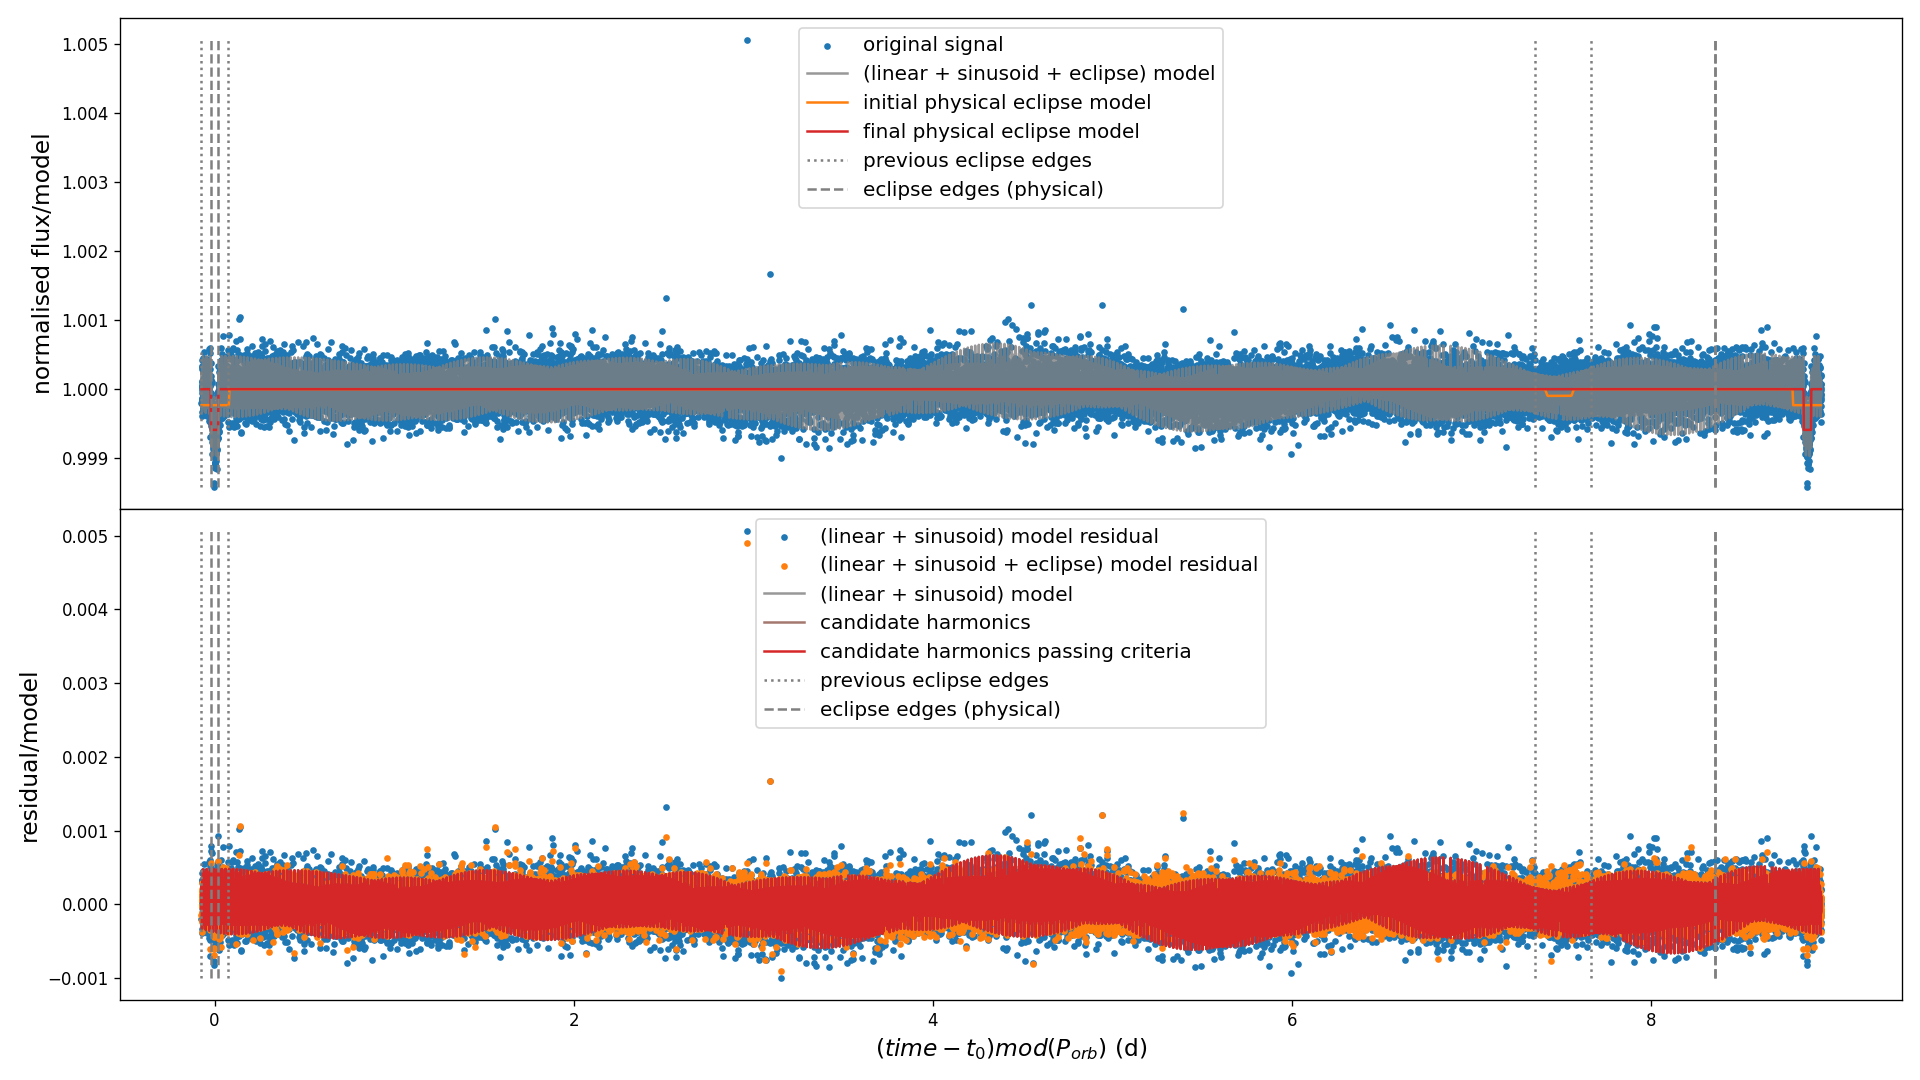 normalised flux/model
1.005
1.004
1.003
1.002
1.001
1.000
0.999
original signal
(linear + sinusoid + eclipse) model
initial physical eclipse model
final physical eclipse model
previous eclipse edges
eclipse edges (physical)
residual/model
0.005
0.004
0.003
0.002
0.001
0.000
−0.001
(linear + sinusoid) model residual
(linear + sinusoid + eclipse) model residual
(linear + sinusoid) model
candidate harmonics
candidate harmonics passing criteria
previous eclipse edges
eclipse edges (physical)
0 2 4 6 8
(time − t₀)mod(P_orb) (d)